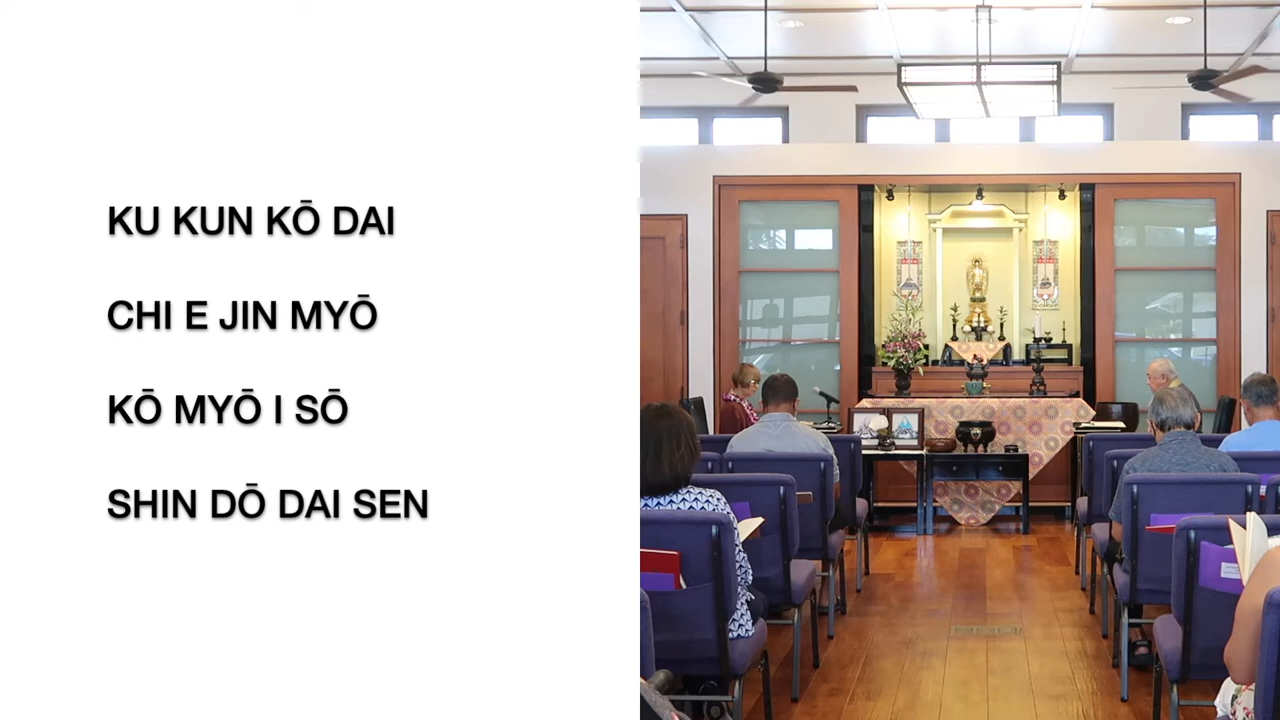 KU KUN KŌ DAI
CHI E JIN MYŌ
KŌ MYŌ I SŌ
SHIN DŌ DAI SEN